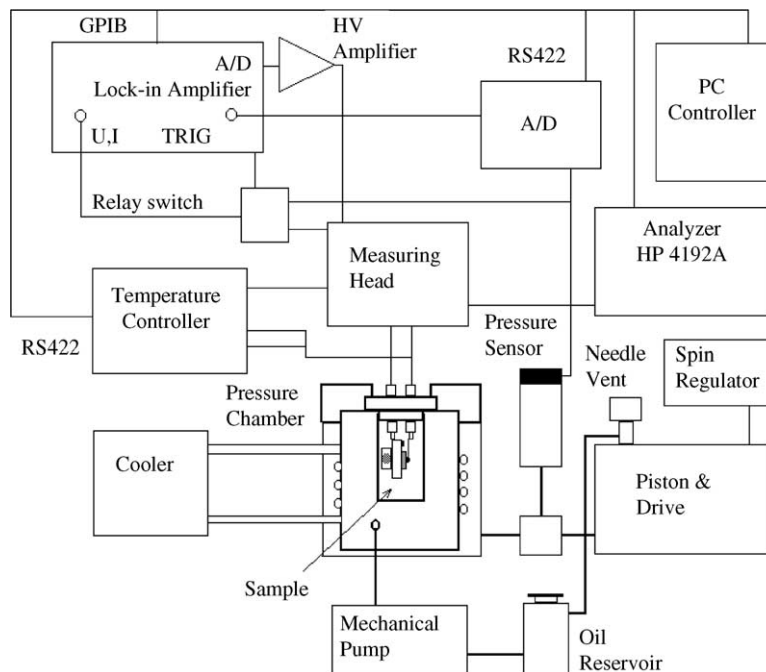 GPIB
HV
Amplifier
A/D
Lock-in Amplifier
U,I TRIG
RS422
A/D
PC
Controller
Relay switch
Measuring
Head
Analyzer
HP 4192A
Temperature
Controller
RS422
Pressure
Sensor
Needle
Vent
Spin
Regulator
Pressure
Chamber
Cooler
Piston &
Drive
Sample
Mechanical
Pump
Oil
Reservoir